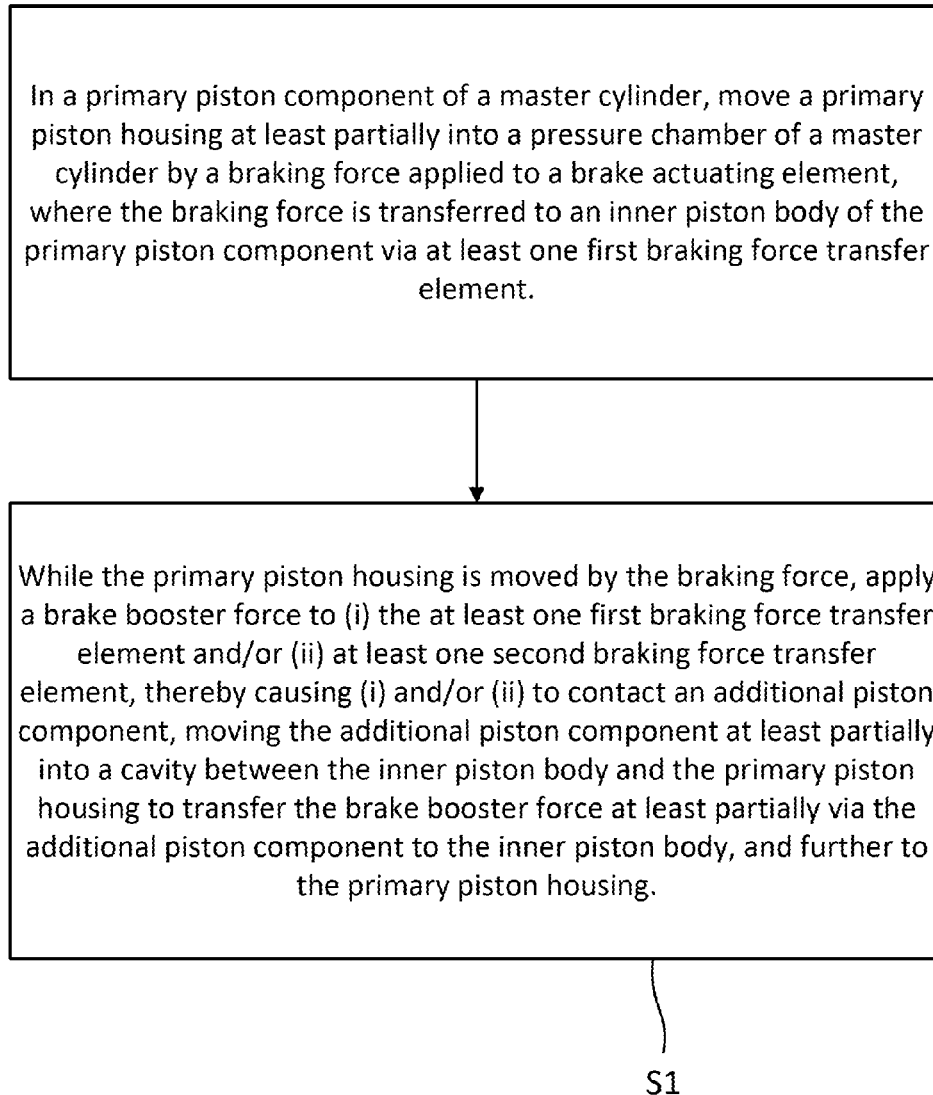 In a primary piston component of a master cylinder, move a primary
piston housing at least partially into a pressure chamber of a master
cylinder by a braking force applied to a brake actuating element,
where the braking force is transferred to an inner piston body of the
primary piston component via at least one first braking force transfer
element.
While the primary piston housing is moved by the braking force, apply
a brake booster force to (i) the at least one first braking force transfer
element and/or (ii) at least one second braking force transfer
element, thereby causing (i) and/or (ii) to contact an additional piston
component, moving the additional piston component at least partially
into a cavity between the inner piston body and the primary piston
housing to transfer the brake booster force at least partially via the
additional piston component to the inner piston body, and further to
the primary piston housing.
S1